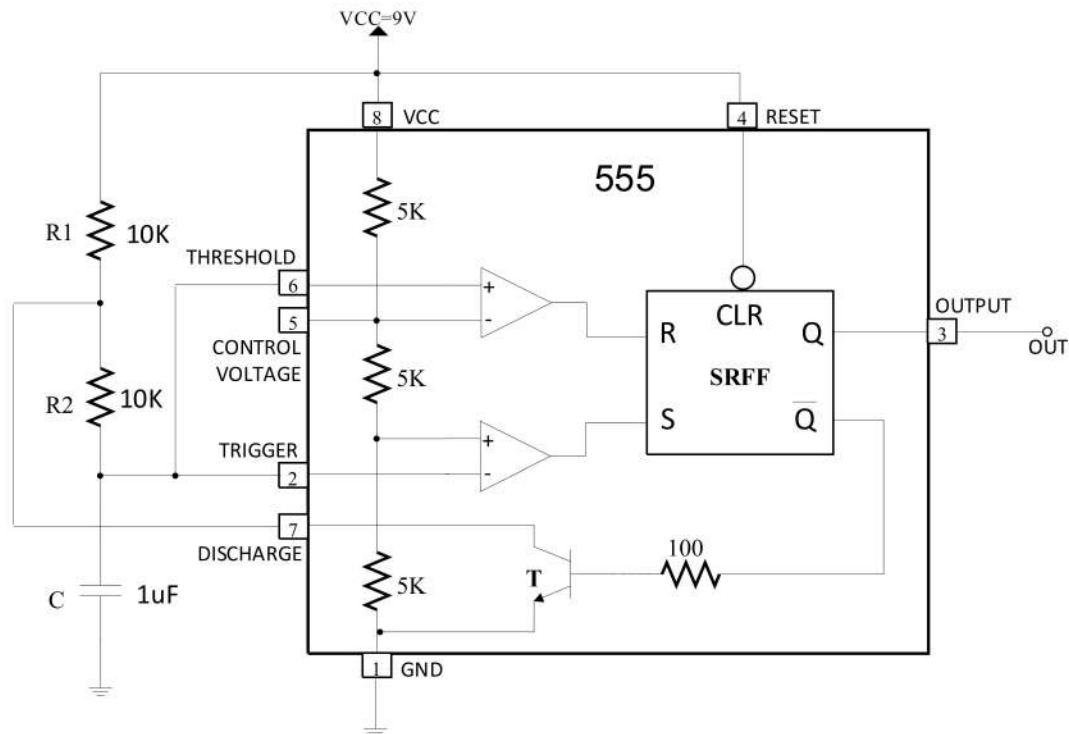 VCC=9V
8
VCC
4
RESET
555
5K
R1
10K
THRESHOLD
6
+
-
5
CONTROL
VOLTAGE
CLR
R
Q
SRFF
S
Q̅
OUTPUT
3
OUT
5K
R2
10K
TRIGGER
2
+
-
7
DISCHARGE
100
T
5K
C
1uF
1
GND